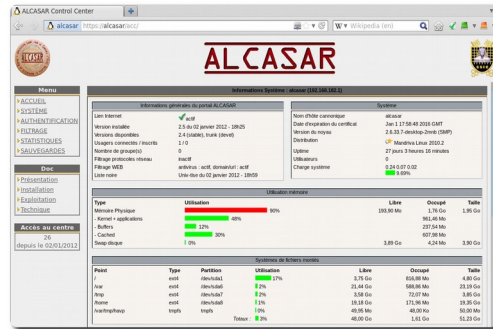 ALCASAR Control Center
alcasar https://alcasar/acc/
Wikipedia (en)
ALCASAR
Menu
ACCUEIL
SYSTÈME
AUTHENTIFICATION
FILTRAGE
STATISTIQUES
SAUVEGARDES
Doc
Présentation
Installation
Exploitation
Technique
Accès au centre
26
depuis le 02/01/2012
Informations Système : alcasar (192.168.182.1)
Informations générales du portail ALCASAR
Lien Internet actif
Version installée 2.5 du 02 janvier 2012 - 18h25
Versions disponibles 2.4 (stable), trunk (devel)
Usagers connectés / inscrits 1 / 0
Nombre de groupe(s) 0
Filtrage protocoles réseau inactif
Filtrage WEB antivirus : actif, domain/url : actif
Liste noire Univ-tlse du 02 janvier 2012 - 18h59
Système
Nom d'hôte cannonique alcasar
Date d'expiration du certificat Jan 1 17:58:48 2016 GMT
Version du noyau 2.6.33.7-desktop-2mnb (SMP)
Distribution Mandriva Linux 2010.2
Uptime 27 jours 3 heures 16 minutes
Utilisateurs 0
Charge système 0.24 0.07 0.02
9.69%
Utilisation mémoire
Type Utilisation Libre Occupé Taille
Mémoire Physique 90% 193,90 Mo 1,76 Go 1,95 Go
- Kernel + applications 48% 961,46 Mo
- Buffers 12% 237,54 Mo
- Cached 30% 607,98 Mo
Swap disque 0% 3,89 Go 4,24 Mo 3,90 Go
Systèmes de fichiers montés
Point Type Partition Utilisation Libre Occupé Taille
/ ext4 /dev/sda1 17% 3,75 Go 816,88 Mo 4,80 Go
/var ext4 /dev/sda6 2% 21,44 Go 588,86 Mo 23,19 Go
/tmp ext4 /dev/sda7 2% 3,58 Go 72,07 Mo 3,85 Go
/home ext4 /dev/sda8 1% 19,18 Go 171,96 Mo 19,35 Go
/var/tmp/havp tmpfs tmpfs 0% 49,95 Mo 48,00 Ko 50,00 Mo
Totaux : 3% 48,00 Go 1,61 Go 51,23 Go